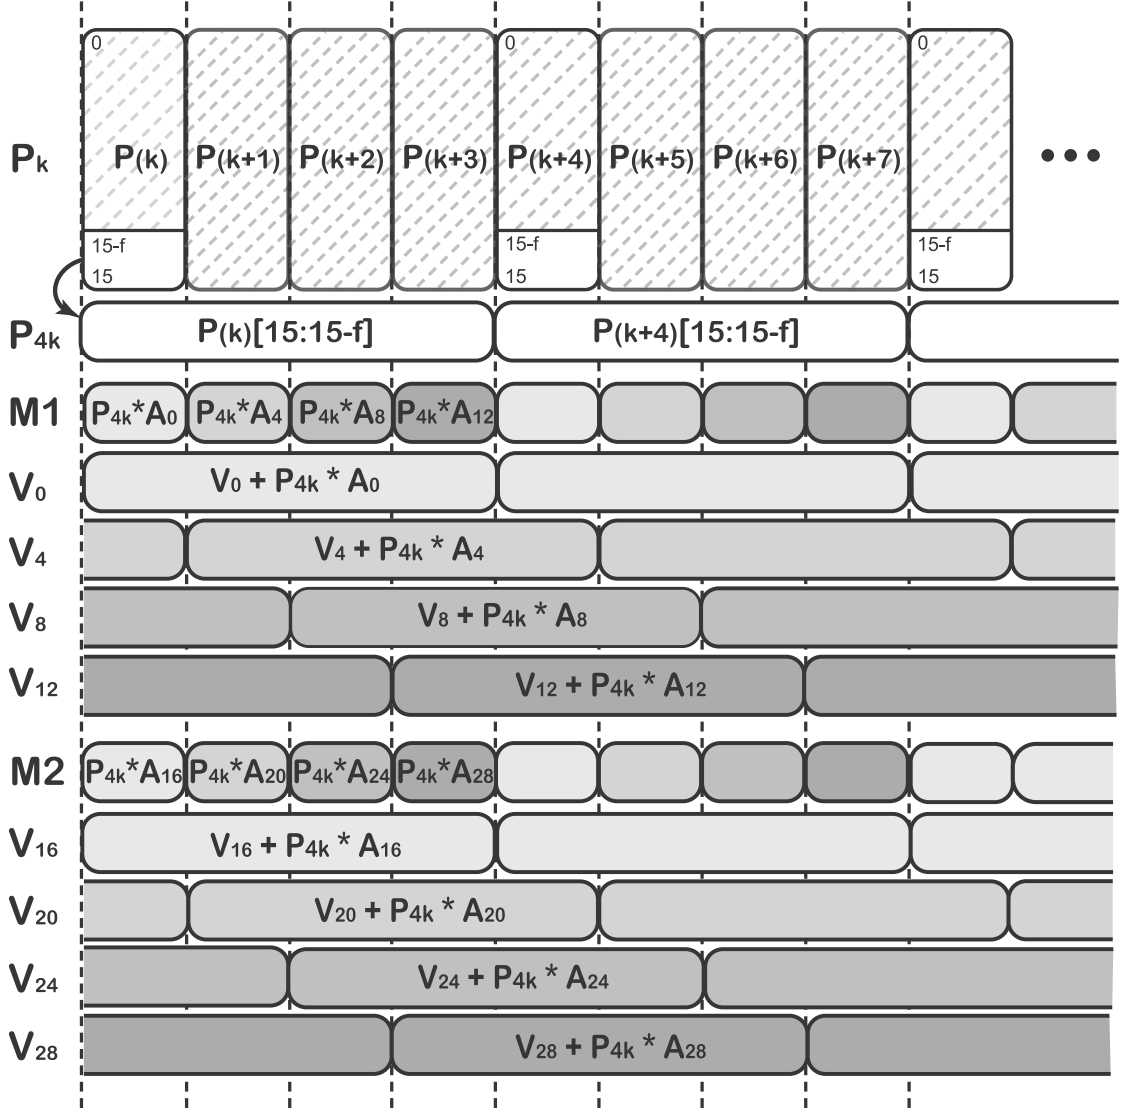 0 0 0
Pk P(k) P(k+1) P(k+2) P(k+3) P(k+4) P(k+5) P(k+6) P(k+7) •••
15-f 15-f 15-f
15 15 15
P4k P(k)[15:15-f] P(k+4)[15:15-f]
M1 P4k*A0 P4k*A4 P4k*A8 P4k*A12
V0 V0 + P4k * A0
V4 V4 + P4k * A4
V8 V8 + P4k * A8
V12 V12 + P4k * A12
M2 P4k*A16 P4k*A20 P4k*A24 P4k*A28
V16 V16 + P4k * A16
V20 V20 + P4k * A20
V24 V24 + P4k * A24
V28 V28 + P4k * A28